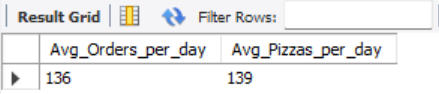 Result Grid Filter Rows:
Avg_Orders_per_day Avg_Pizzas_per_day
136 139